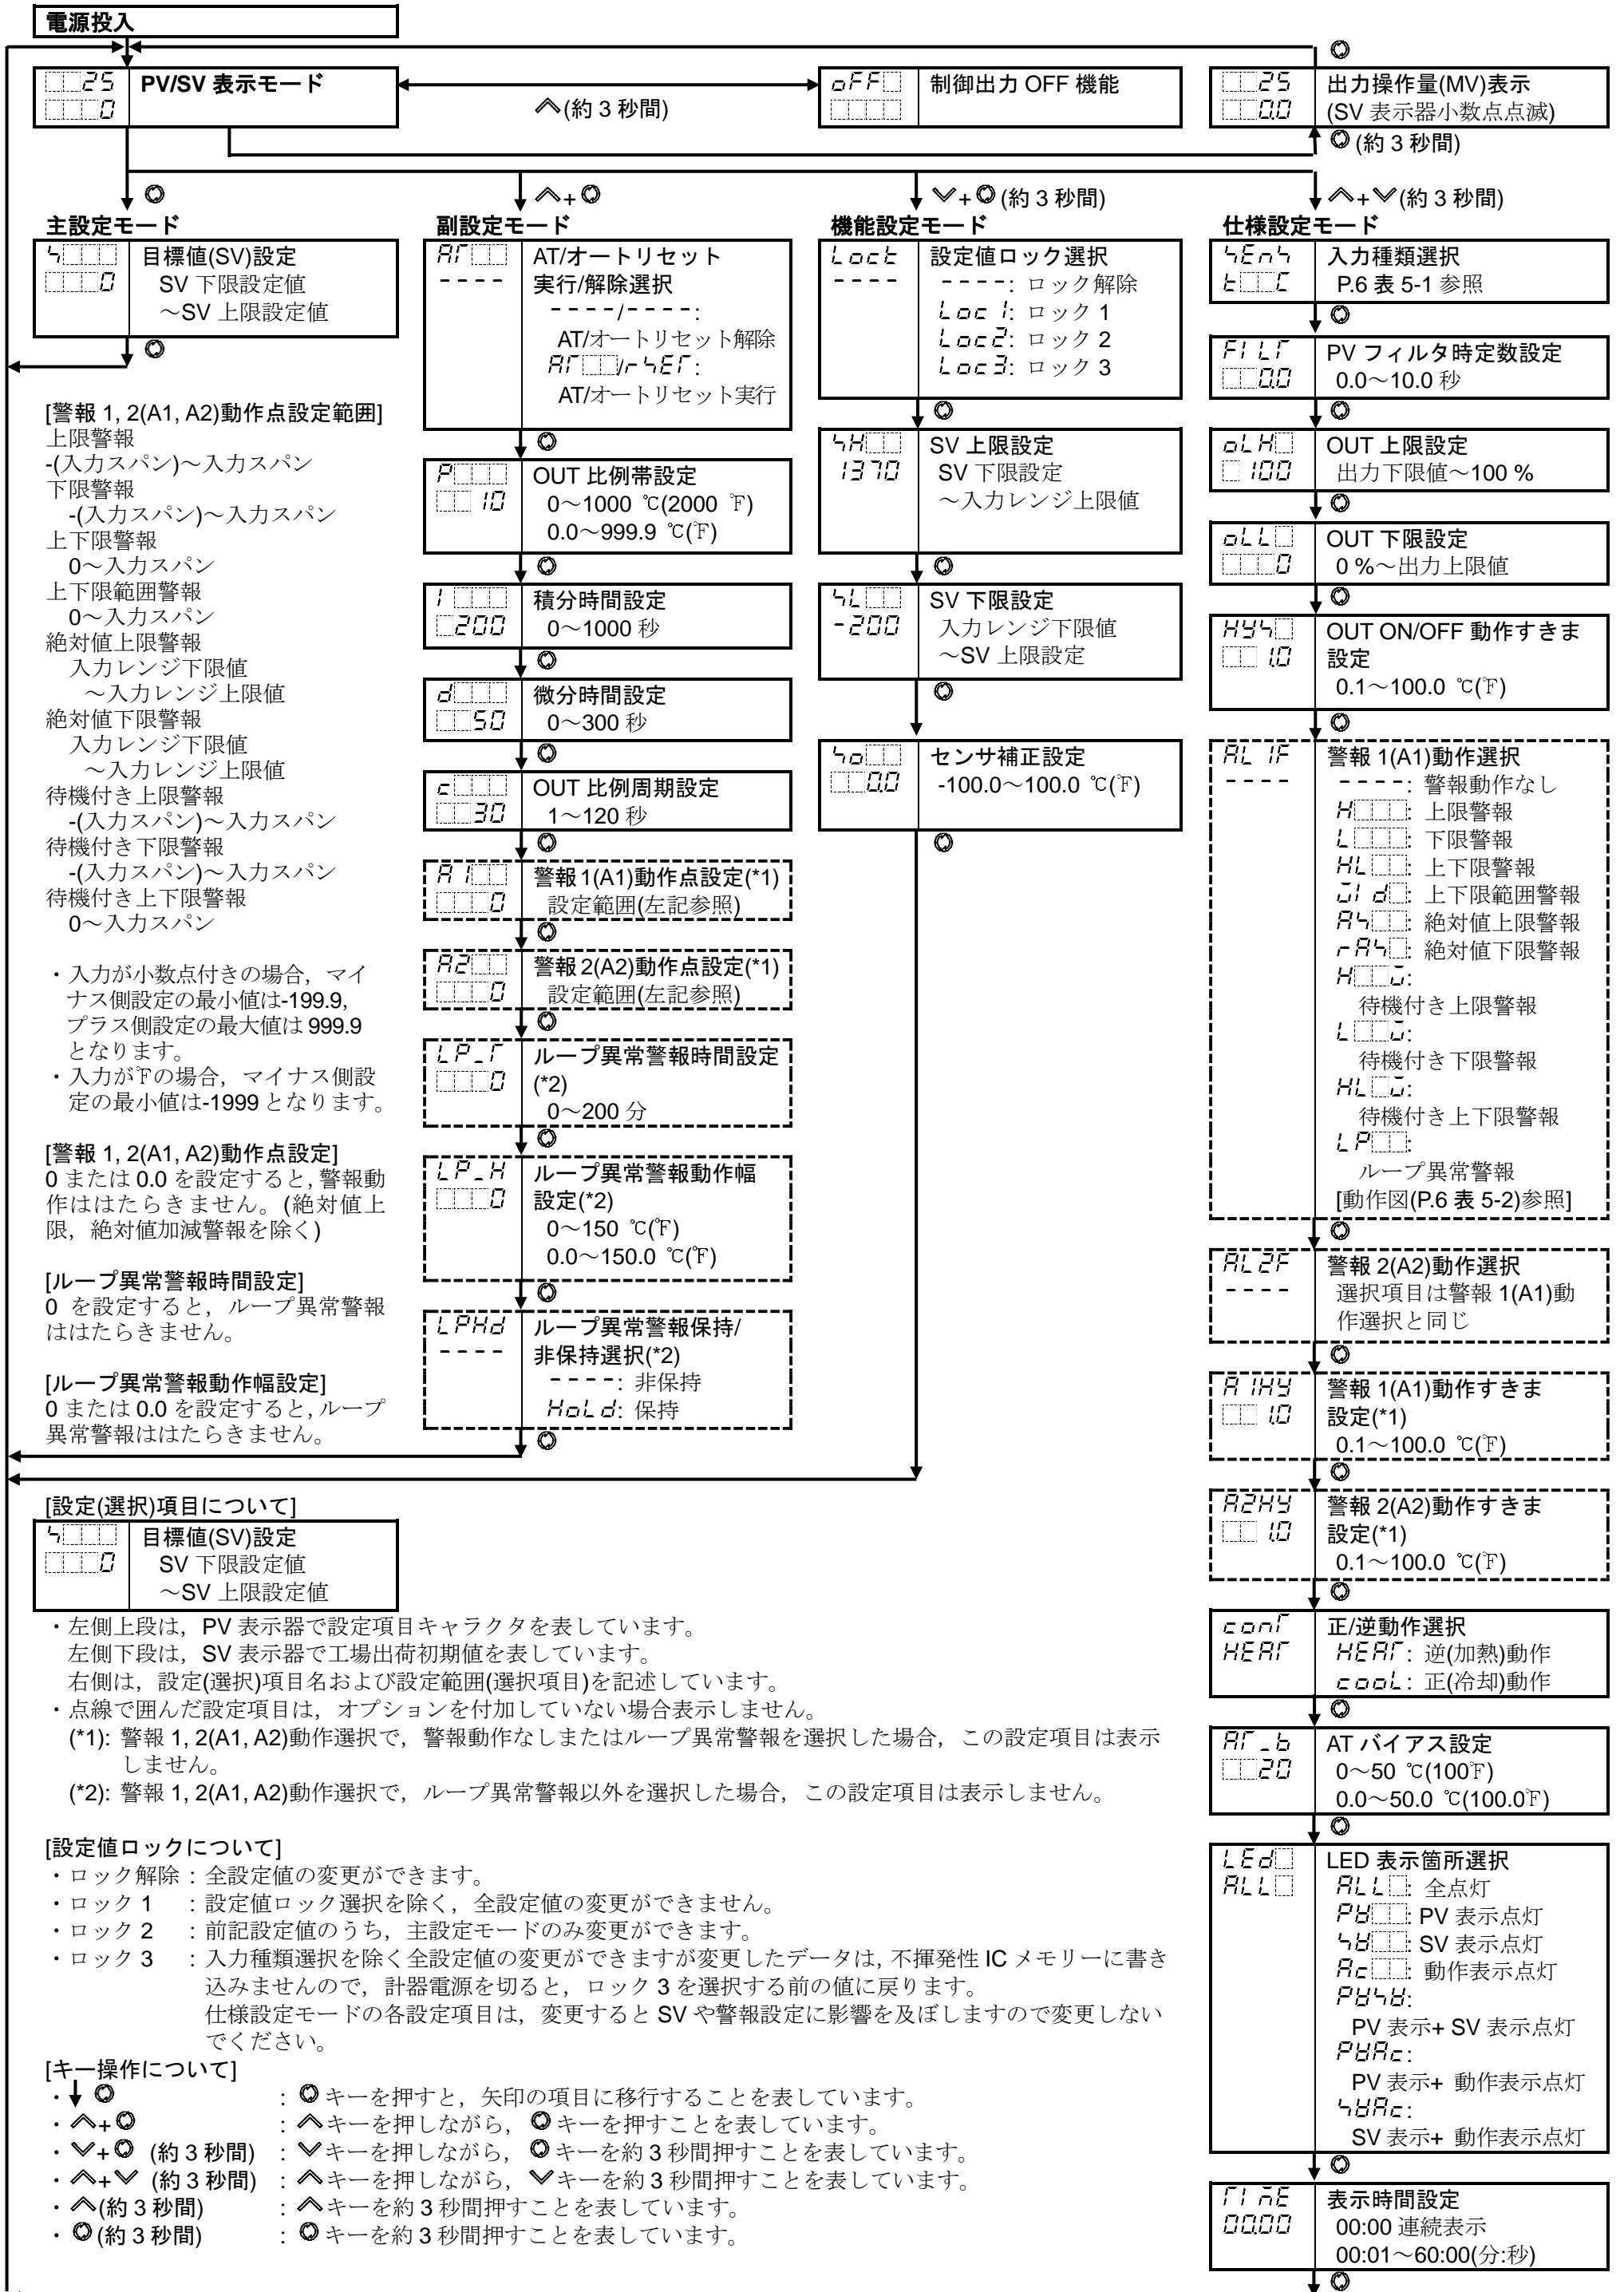 電源投入
25
0
PV/SV 表示モード
(約 3 秒間)
oFF
制御出力 OFF 機能
25
0.0
出力操作量(MV)表示
(SV 表示器小数点点滅)
(約 3 秒間)
主設定モード
0
目標値(SV)設定
SV 下限設定値
～SV 上限設定値
[警報 1, 2(A1, A2)動作点設定範囲]
上限警報
-(入力スパン)～入力スパン
下限警報
-(入力スパン)～入力スパン
上下限警報
0～入力スパン
上下限範囲警報
0～入力スパン
絶対値上限警報
入力レンジ下限値
～入力レンジ上限値
絶対値下限警報
入力レンジ下限値
～入力レンジ上限値
待機付き上限警報
-(入力スパン)～入力スパン
待機付き下限警報
-(入力スパン)～入力スパン
待機付き上下限警報
0～入力スパン
・入力が小数点付きの場合，マイ
ナス側設定の最小値は-199.9，
プラス側設定の最大値は 999.9
となります。
・入力が℉の場合，マイナス側設
定の最小値は-1999 となります。
[警報 1, 2(A1, A2)動作点設定]
0 または 0.0 を設定すると，警報動
作ははたらきません。(絶対値上
限，絶対値加減警報を除く)
[ループ異常警報時間設定]
0 を設定すると，ループ異常警報
ははたらきません。
[ループ異常警報動作幅設定]
0 または 0.0 を設定すると，ループ
異常警報ははたらきません。
+
副設定モード
AT
----
AT/オートリセット
実行/解除選択
----/----:
AT/オートリセット解除
AT /rSET:
AT/オートリセット実行
P
10
OUT 比例帯設定
0～1000 ℃(2000 ℉)
0.0～999.9 ℃(℉)
I
200
積分時間設定
0～1000 秒
d
50
微分時間設定
0～300 秒
c
30
OUT 比例周期設定
1～120 秒
A1
0
警報1(A1)動作点設定(*1)
設定範囲(左記参照)
A2
0
警報2(A2)動作点設定(*1)
設定範囲(左記参照)
LP_T
0
ループ異常警報時間設定
(*2)
0～200 分
LP_H
0
ループ異常警報動作幅
設定(*2)
0～150 ℃(℉)
0.0～150.0 ℃(℉)
LPHd
----
ループ異常警報保持/
非保持選択(*2)
----: 非保持
HoLd: 保持
+ (約 3 秒間)
機能設定モード
Lock
----
設定値ロック選択
----: ロック解除
Loc1: ロック 1
Loc2: ロック 2
Loc3: ロック 3
SH
1370
SV 上限設定
SV 下限設定
～入力レンジ上限値
SL
-200
SV 下限設定
入力レンジ下限値
～SV 上限設定
So
0.0
センサ補正設定
-100.0～100.0 ℃(℉)
+ (約 3 秒間)
仕様設定モード
SEnS
E C
入力種類選択
P.6 表 5-1 参照
FILT
0.0
PV フィルタ時定数設定
0.0～10.0 秒
oLH
100
OUT 上限設定
出力下限値～100 %
oLL
0
OUT 下限設定
0 %～出力上限値
HYS
1.0
OUT ON/OFF 動作すきま
設定
0.1～100.0 ℃(℉)
AL1F
----
警報 1(A1)動作選択
----: 警報動作なし
H : 上限警報
L : 下限警報
HL : 上下限警報
WId : 上下限範囲警報
AS : 絶対値上限警報
rAS : 絶対値下限警報
H W:
待機付き上限警報
L W:
待機付き下限警報
HL W:
待機付き上下限警報
LP :
ループ異常警報
[動作図(P.6 表 5-2)参照]
AL2F
----
警報 2(A2)動作選択
選択項目は警報 1(A1)動
作選択と同じ
A1HY
1.0
警報 1(A1)動作すきま
設定(*1)
0.1～100.0 ℃(℉)
A2HY
1.0
警報 2(A2)動作すきま
設定(*1)
0.1～100.0 ℃(℉)
conT
HEAT
正/逆動作選択
HEAT: 逆(加熱)動作
cooL: 正(冷却)動作
AT_b
20
AT バイアス設定
0～50 ℃(100℉)
0.0～50.0 ℃(100.0℉)
LEd
ALL
LED 表示箇所選択
ALL : 全点灯
PV : PV 表示点灯
SV : SV 表示点灯
Ac : 動作表示点灯
PVSV:
PV 表示+ SV 表示点灯
PVAc:
PV 表示+ 動作表示点灯
SVAc:
SV 表示+ 動作表示点灯
TIME
00.00
表示時間設定
00:00 連続表示
00:01～60:00(分:秒)
[設定(選択)項目について]
S
0
目標値(SV)設定
SV 下限設定値
～SV 上限設定値
・左側上段は，PV 表示器で設定項目キャラクタを表しています。
左側下段は，SV 表示器で工場出荷初期値を表しています。
右側は，設定(選択)項目名および設定範囲(選択項目)を記述しています。
・点線で囲んだ設定項目は，オプションを付加していない場合表示しません。
(*1): 警報 1, 2(A1, A2)動作選択で，警報動作なしまたはループ異常警報を選択した場合，この設定項目は表示
しません。
(*2): 警報 1, 2(A1, A2)動作選択で，ループ異常警報以外を選択した場合，この設定項目は表示しません。
[設定値ロックについて]
・ロック解除 : 全設定値の変更ができます。
・ロック 1 : 設定値ロック選択を除く，全設定値の変更ができません。
・ロック 2 : 前記設定値のうち，主設定モードのみ変更ができます。
・ロック 3 : 入力種類選択を除く全設定値の変更ができますが変更したデータは，不揮発性 IC メモリーに書き
込みませんので，計器電源を切ると，ロック 3 を選択する前の値に戻ります。
仕様設定モードの各設定項目は，変更すると SV や警報設定に影響を及ぼしますので変更しない
でください。
[キー操作について]
・ : キーを押すと，矢印の項目に移行することを表しています。
・ + : キーを押しながら， キーを押すことを表しています。
・ + (約 3 秒間) : キーを押しながら， キーを約 3 秒間押すことを表しています。
・ + (約 3 秒間) : キーを押しながら， キーを約 3 秒間押すことを表しています。
・ (約 3 秒間) : キーを約 3 秒間押すことを表しています。
・ (約 3 秒間) : キーを約 3 秒間押すことを表しています。